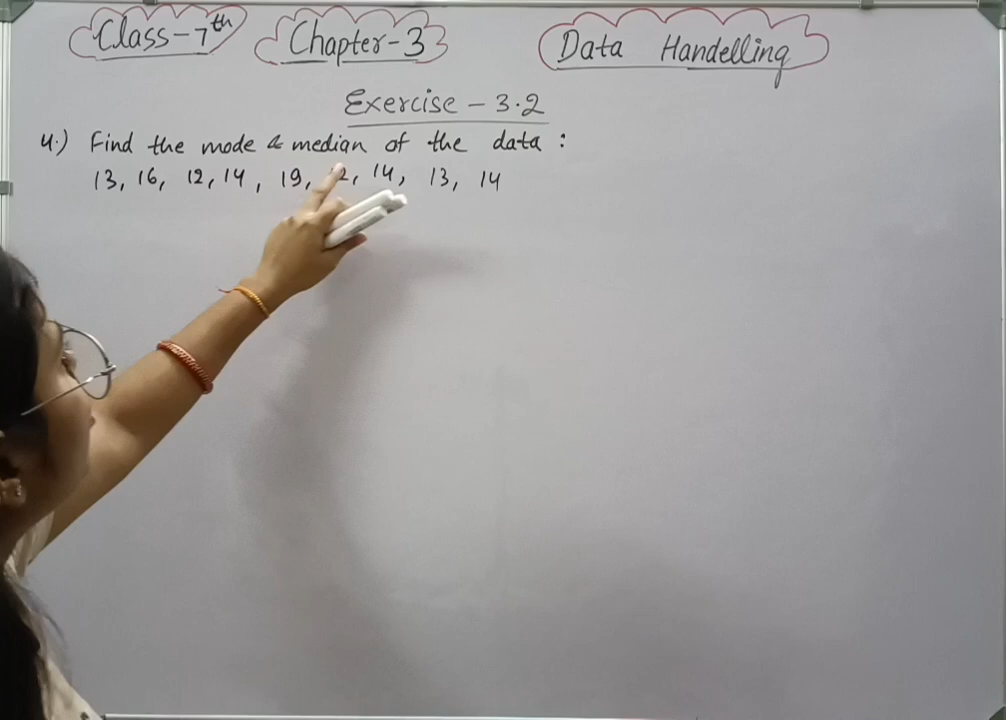 Class-7th Chapter-3 Data Handelling
Exercise - 3.2
4.) Find the mode & median of the data :
13, 16, 12, 14, 19, 2, 14, 13, 14